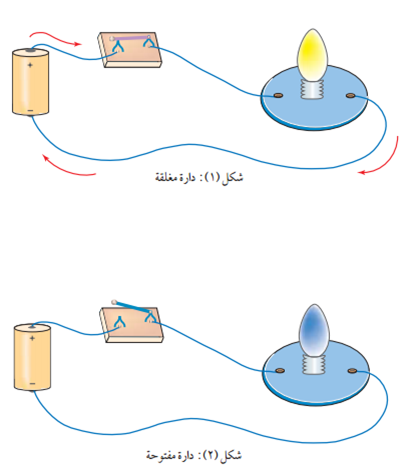 +
−
شكل (١) : دارة مغلقة
+
−
شكل (٢) : دارة مفتوحة